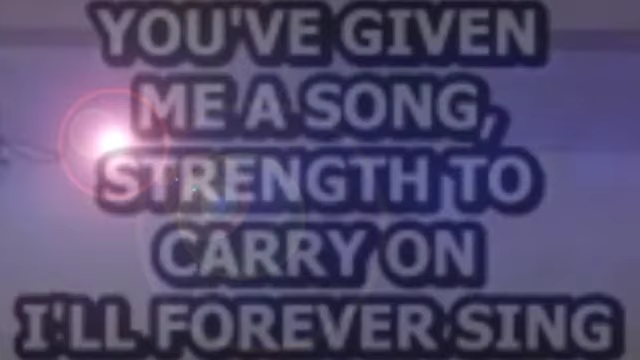 YOU'VE GIVEN
ME A SONG,
STRENGTH TO
CARRY ON
I'LL FOREVER SING